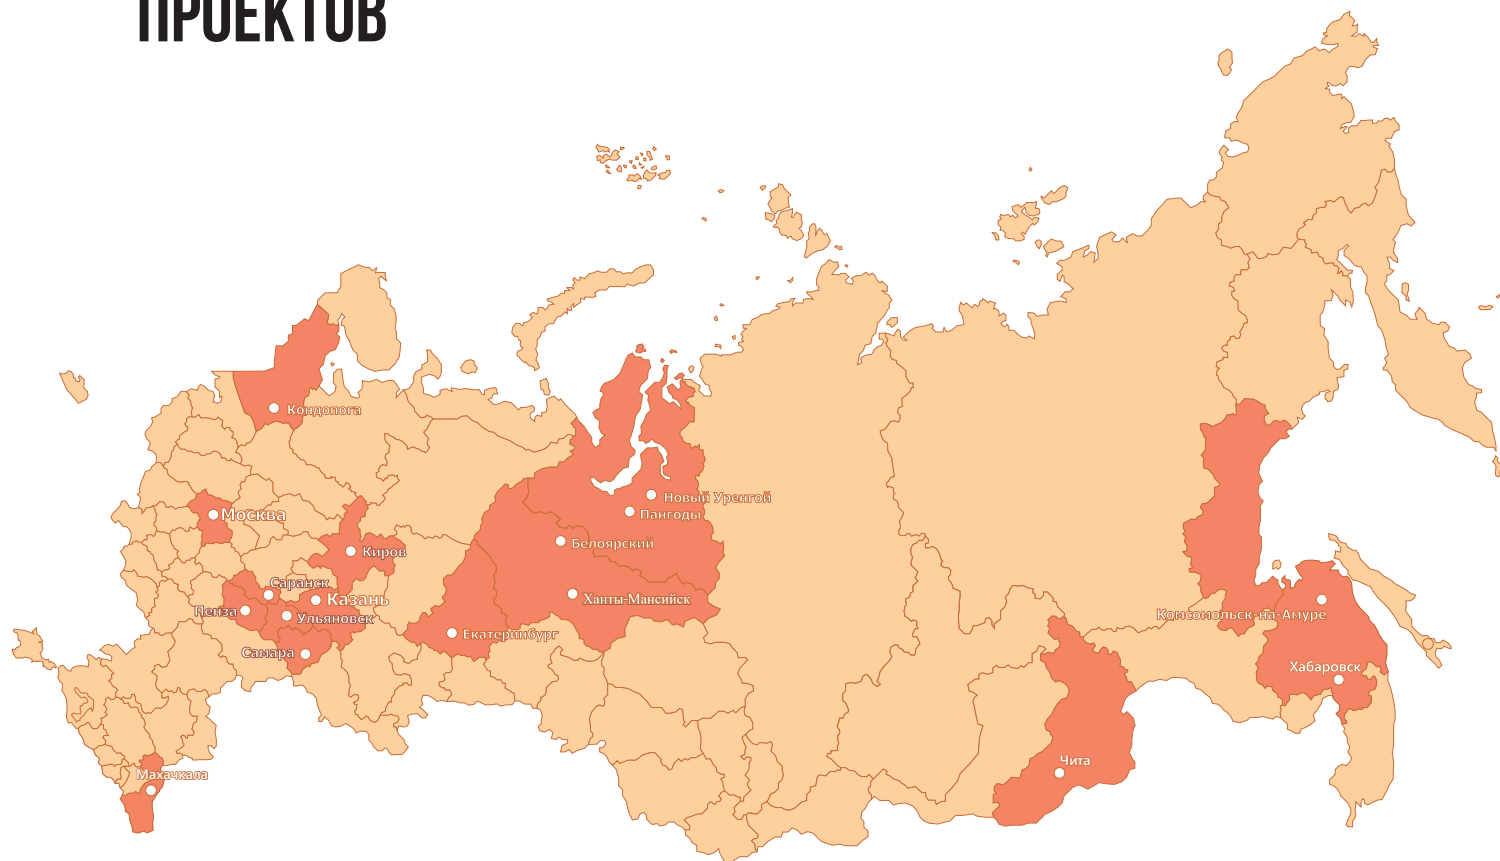 ПРОЕКТОВ
Кондопога
Новый Уренгой
Москва
Пангоды
Белоярский
Киров
Саранск
Казань
Ханты-Мансийск
Пенза
Ульяновск
Комсомольск-на-Амуре
Екатеринбург
Самара
Хабаровск
Чита
Махачкала